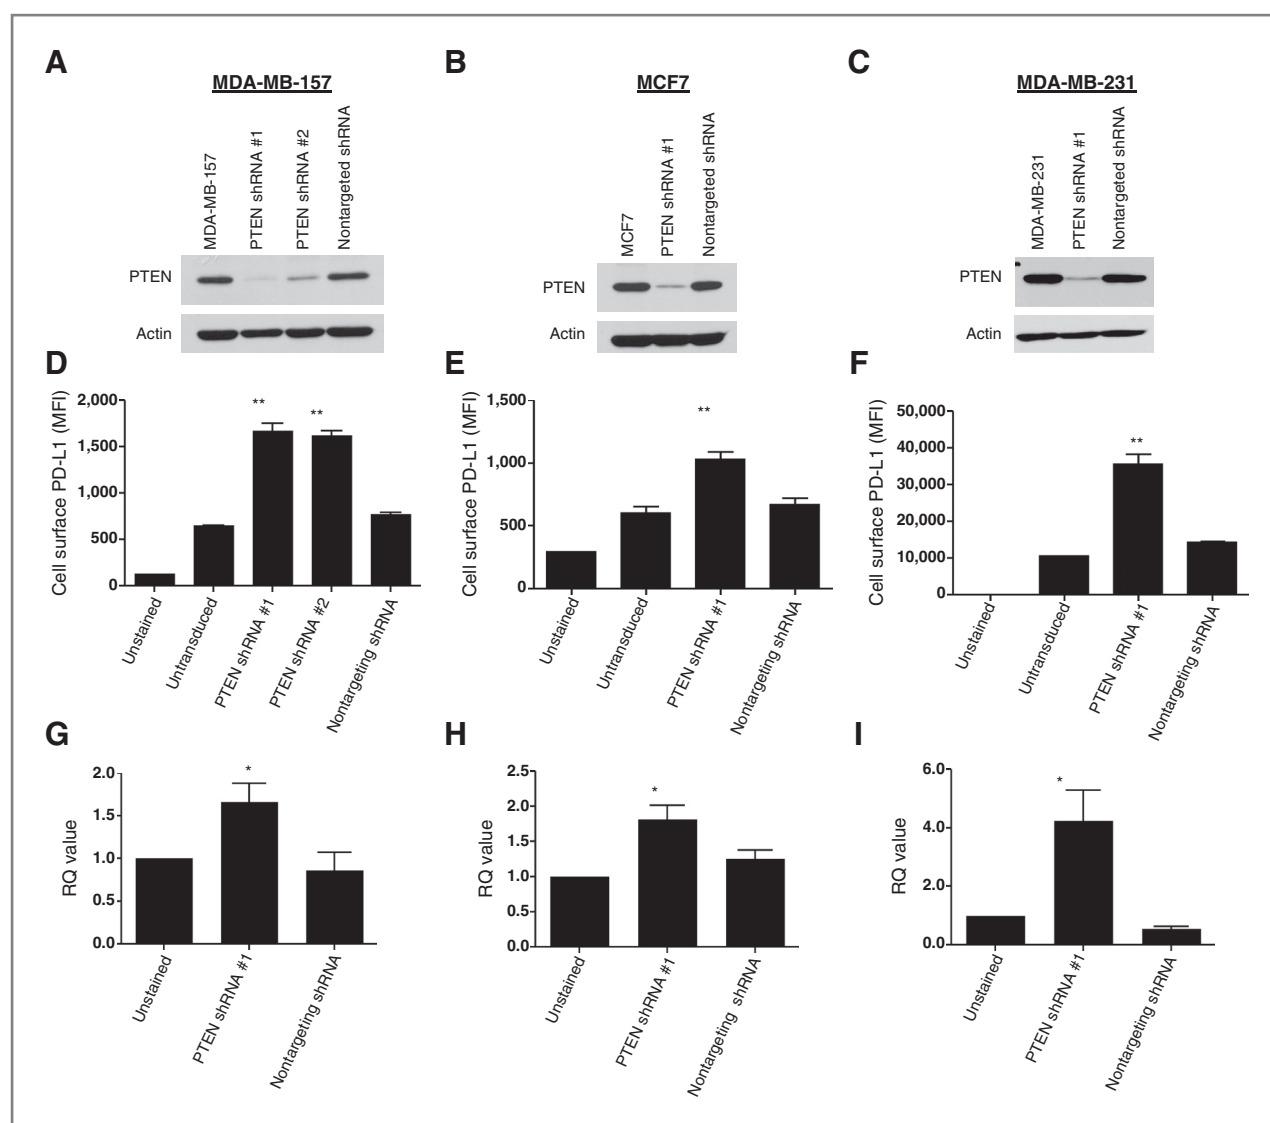 A
MDA-MB-157
MDA-MB-157
PTEN shRNA #1
PTEN shRNA #2
Nontargeted shRNA
PTEN
Actin
B
MCF7
MCF7
PTEN shRNA #1
Nontargeted shRNA
PTEN
Actin
C
MDA-MB-231
MDA-MB-231
PTEN shRNA #1
Nontargeted shRNA
PTEN
Actin
D
Cell surface PD-L1 (MFI)
2,000
1,500
1,000
500
0
**
**
Unstained
Untransduced
PTEN shRNA #1
PTEN shRNA #2
Nontargeting shRNA
E
Cell surface PD-L1 (MFI)
1,500
1,000
500
0
**
Unstained
Untransduced
PTEN shRNA #1
Nontargeting shRNA
F
Cell surface PD-L1 (MFI)
50,000
40,000
30,000
20,000
10,000
0
**
Unstained
Untransduced
PTEN shRNA #1
Nontargeting shRNA
G
RQ value
2.0
1.5
1.0
0.5
0.0
*
Unstained
PTEN shRNA #1
Nontargeting shRNA
H
RQ value
2.5
2.0
1.5
1.0
0.5
0.0
*
Unstained
PTEN shRNA #1
Nontargeting shRNA
I
RQ value
6.0
4.0
2.0
0.0
*
Unstained
PTEN shRNA #1
Nontargeting shRNA